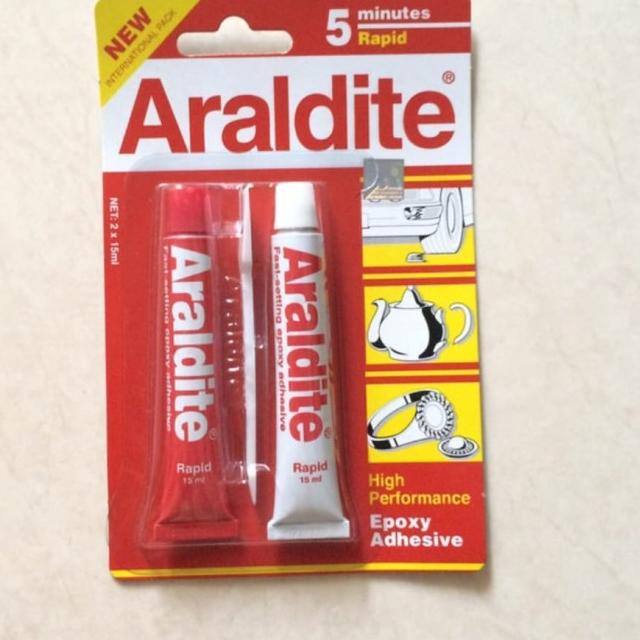 NEW
INTERNATIONAL PACK
5 minutes
Rapid
Araldite®
NET: 2 x 15ml
Araldite®
Fast-setting epoxy adhesive
Rapid
15 ml
Araldite®
Fast-setting epoxy adhesive
Rapid
15 ml
High
Performance
Epoxy
Adhesive